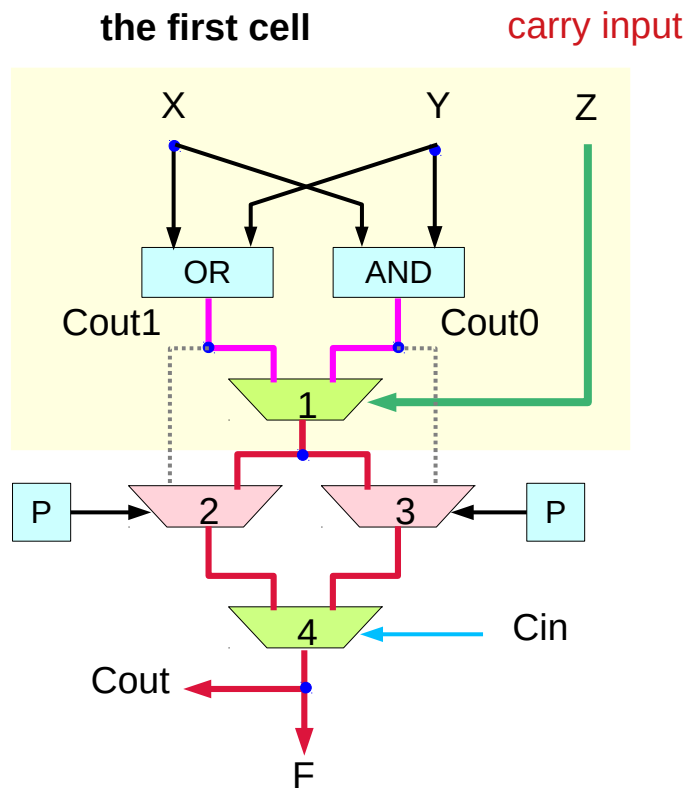 the first cell
carry input
X
Y
Z
OR
AND
Cout1
Cout0
1
P
2
3
P
4
Cin
Cout
F